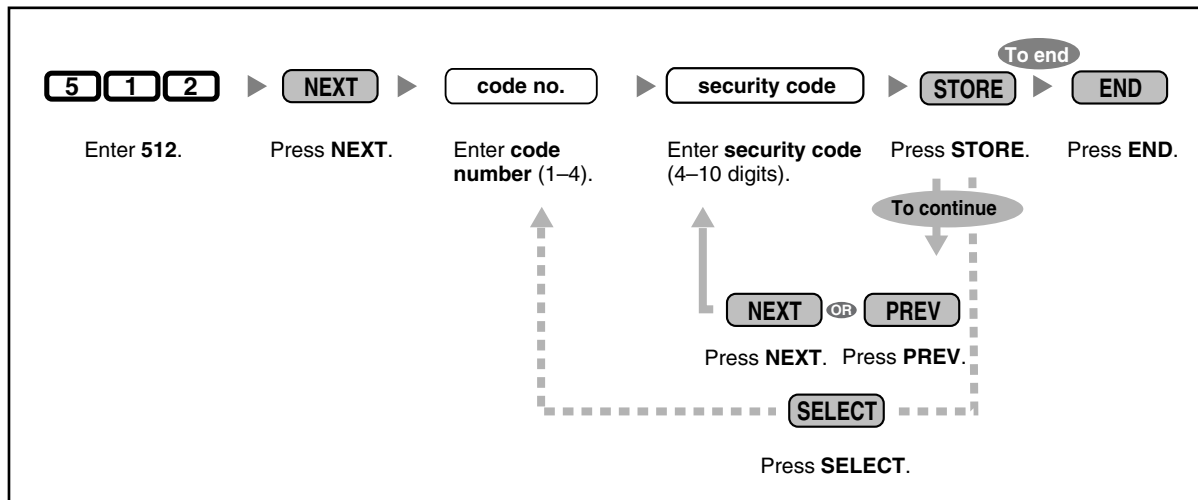 To end
5 1 2 NEXT code no. security code STORE END
Enter 512. Press NEXT. Enter code Enter security code Press STORE. Press END.
number (1–4). (4–10 digits).
To continue
NEXT OR PREV
Press NEXT. Press PREV.
SELECT
Press SELECT.